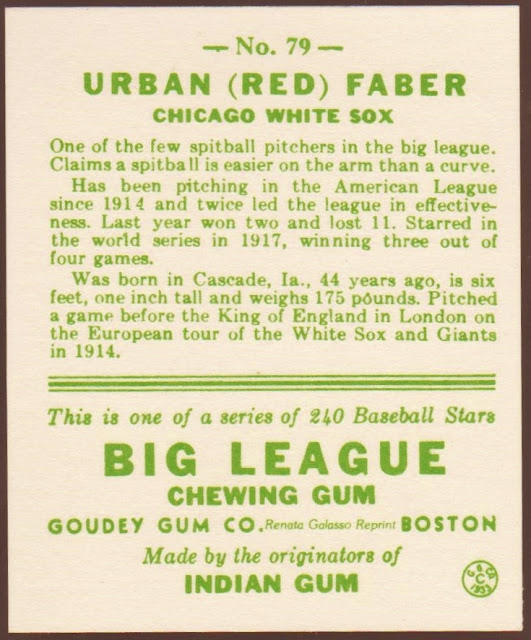 — No. 79 —
URBAN (RED) FABER
CHICAGO WHITE SOX
One of the few spitball pitchers in the big league.
Claims a spitball is easier on the arm than a curve.
Has been pitching in the American League
since 1914 and twice led the league in effective-
ness. Last year won two and lost 11. Starred in
the world series in 1917, winning three out of
four games.
Was born in Cascade, Ia., 44 years ago, is six
feet, one inch tall and weighs 175 pounds. Pitched
a game before the King of England in London on
the European tour of the White Sox and Giants
in 1914.
This is one of a series of 240 Baseball Stars
BIG LEAGUE
CHEWING GUM
GOUDEY GUM CO. Renata Galasso Reprint BOSTON
Made by the originators of
INDIAN GUM